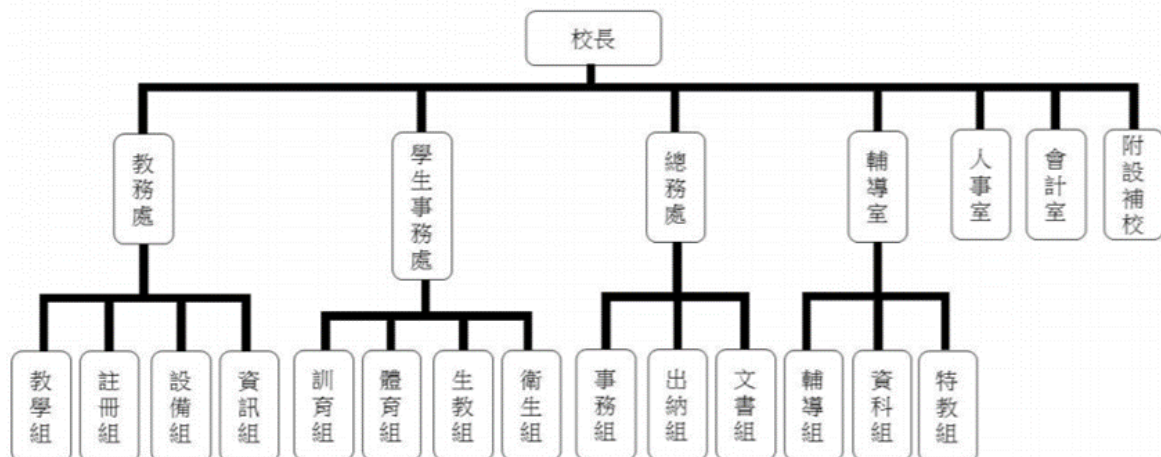 校長
教務處
學生事務處
總務處
輔導室
人事室
會計室
附設補校
教學組
註冊組
設備組
資訊組
訓育組
體育組
生教組
衛生組
事務組
出納組
文書組
輔導組
資科組
特教組